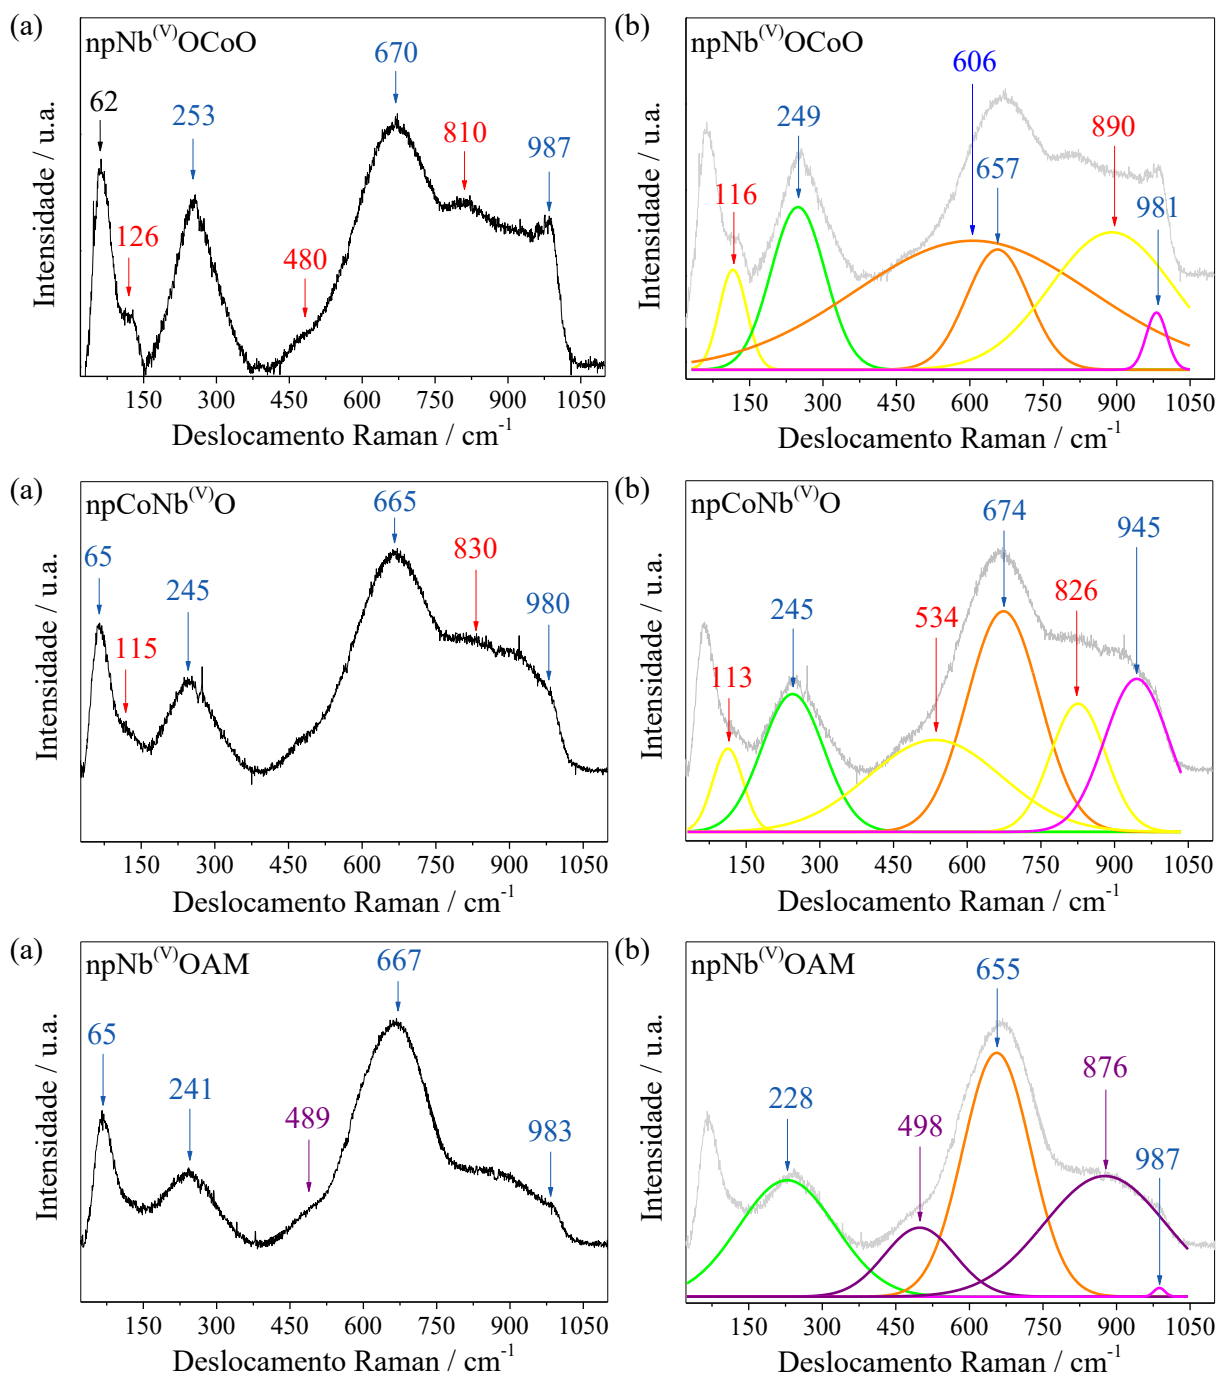 (a)
npNb(V)OCoO
62
126
253
480
670
810
987
Intensidade / u.a.
150 300 450 600 750 900 1050
Deslocamento Raman / cm-1
(b)
npNb(V)OCoO
116
249
606
657
890
981
Intensidade / u.a.
150 300 450 600 750 900 1050
Deslocamento Raman / cm-1
(a)
npCoNb(V)O
65
115
245
665
830
980
Intensidade / u.a.
150 300 450 600 750 900 1050
Deslocamento Raman / cm-1
(b)
npCoNb(V)O
113
245
534
674
826
945
Intensidade / u.a.
150 300 450 600 750 900 1050
Deslocamento Raman / cm-1
(a)
npNb(V)OAM
65
241
489
667
983
Intensidade / u.a.
150 300 450 600 750 900 1050
Deslocamento Raman / cm-1
(b)
npNb(V)OAM
228
498
655
876
987
Intensidade / u.a.
150 300 450 600 750 900 1050
Deslocamento Raman / cm-1